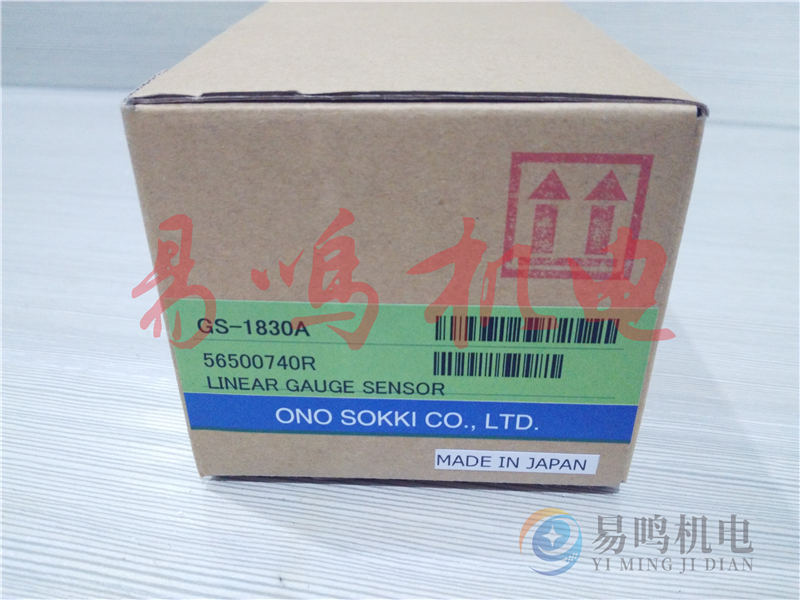 易鸣机电
GS-1830A
56500740R
LINEAR GAUGE SENSOR
ONO SOKKI CO., LTD.
MADE IN JAPAN
易鸣机电
YI MING JI DIAN